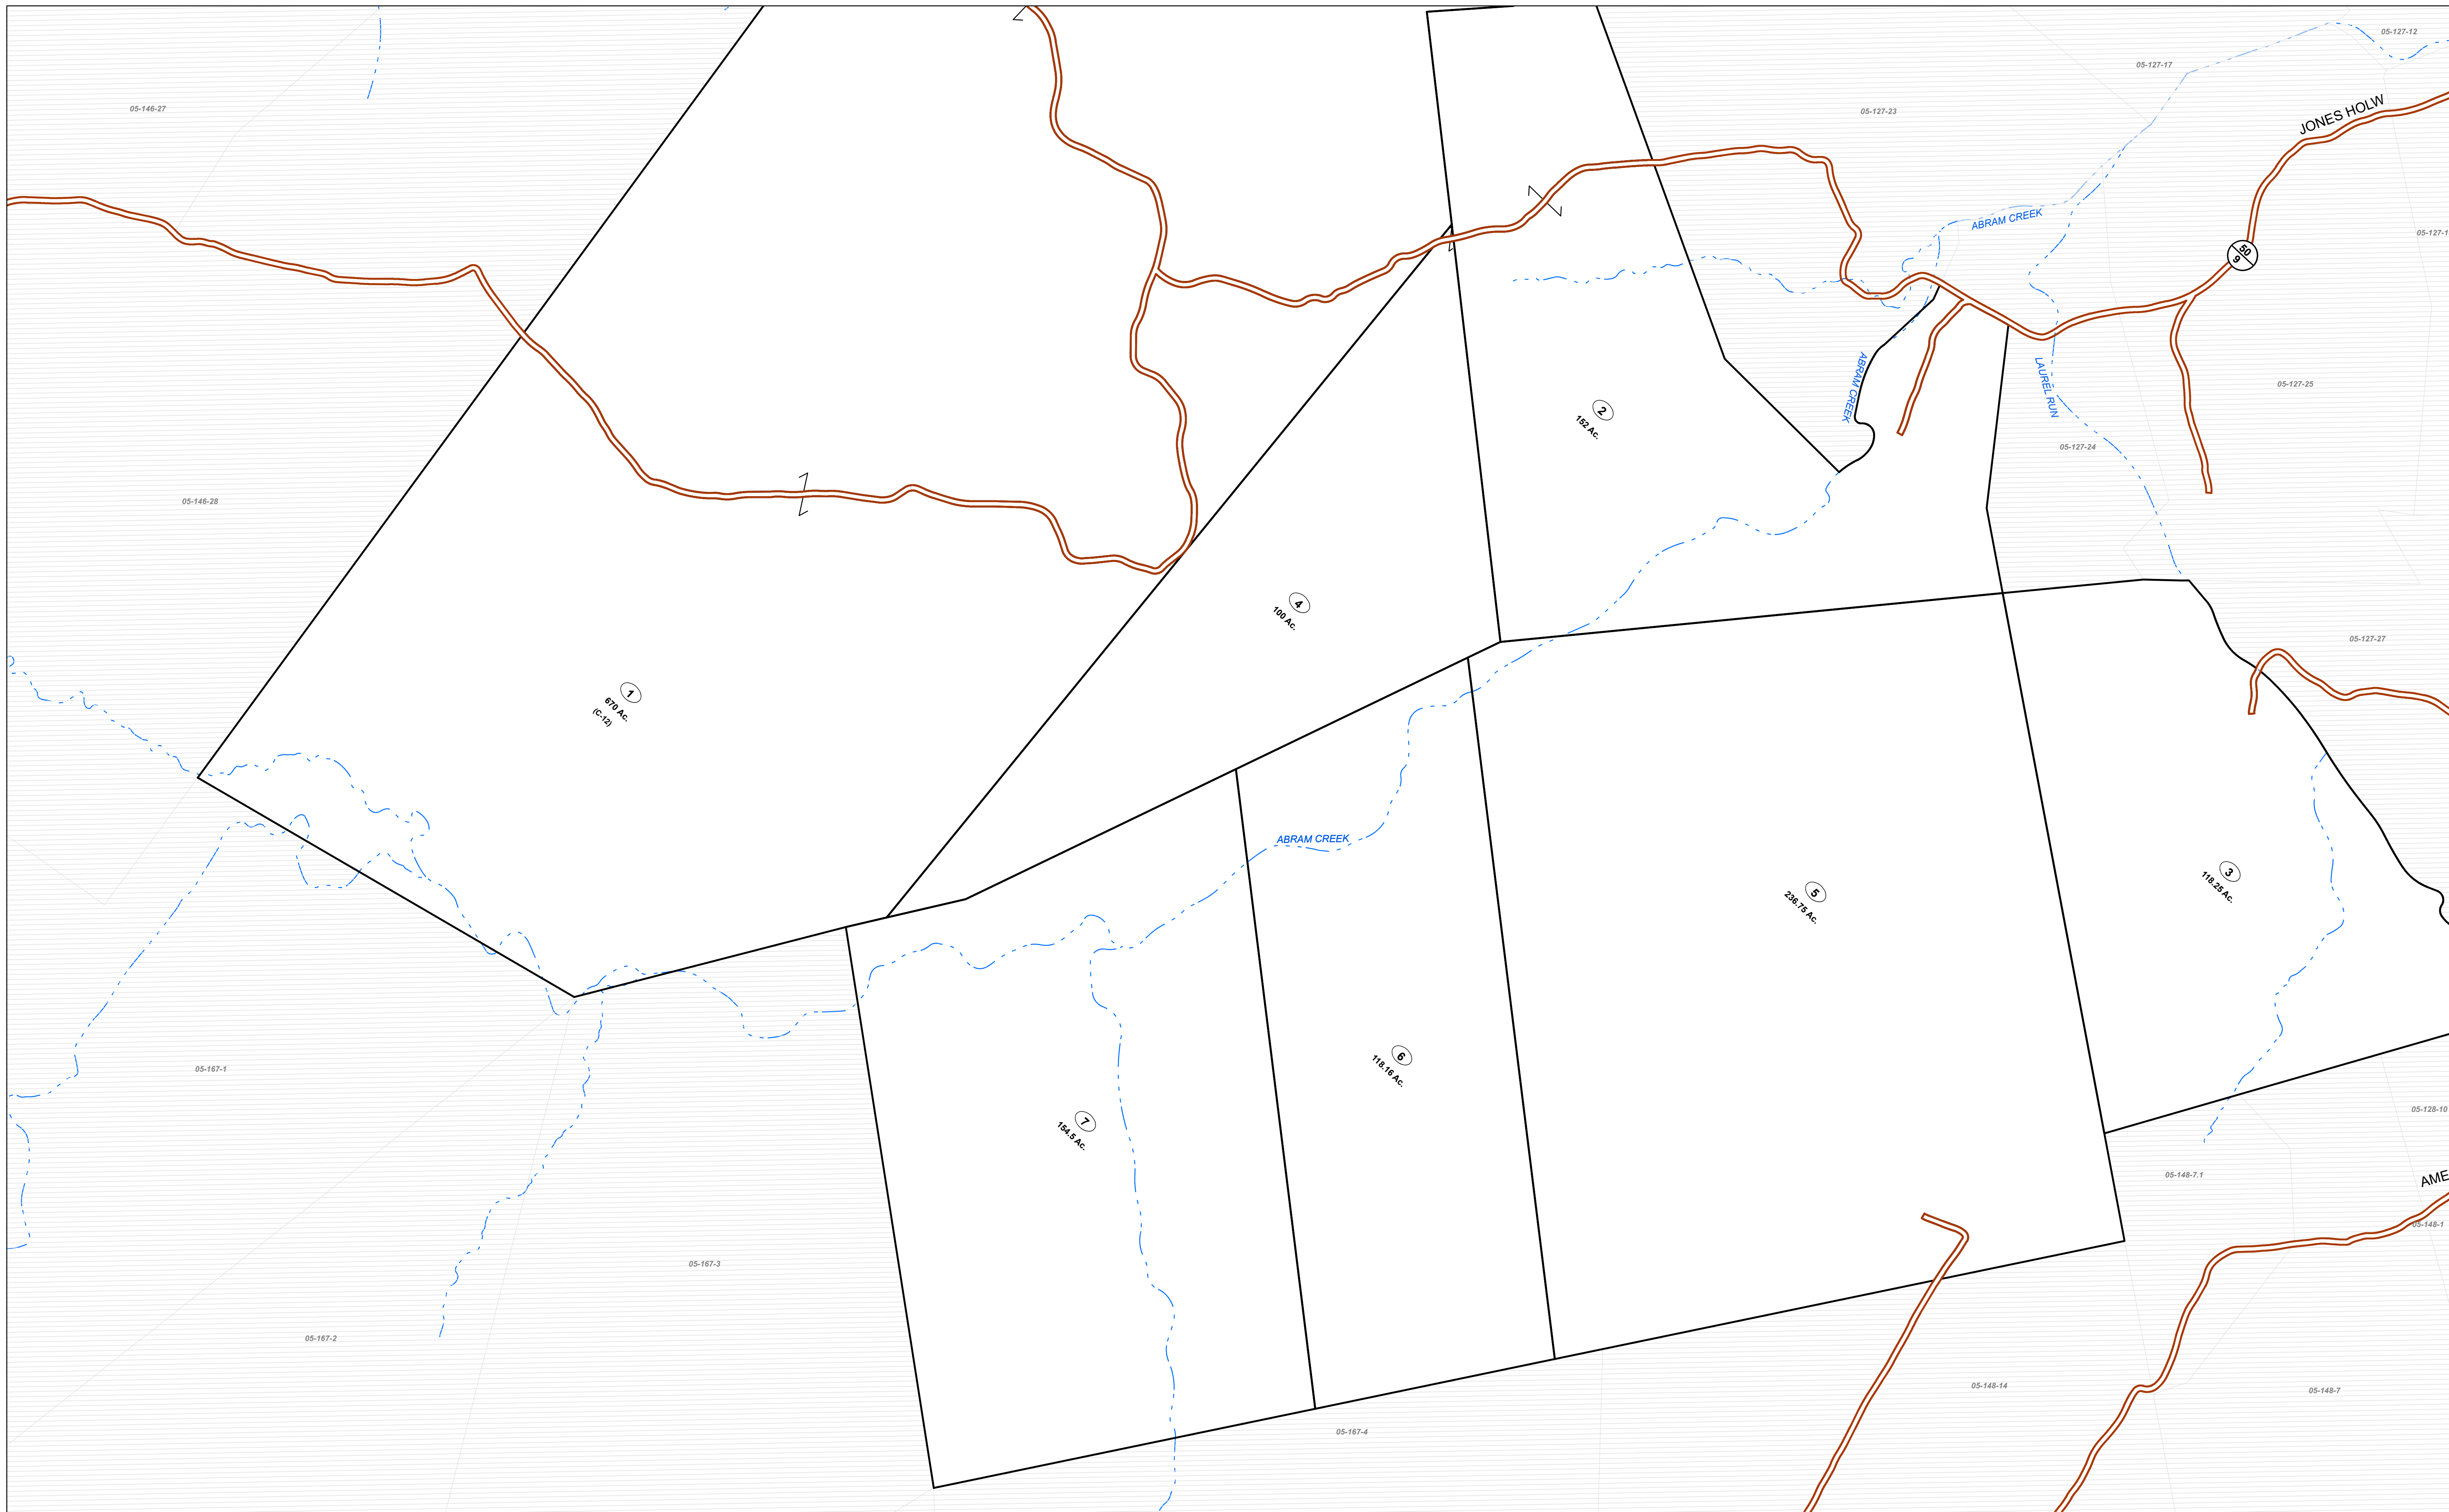 05-127-12
05-127-17
JONES HOLW
05-146-27
05-127-23
ABRAM CREEK
50
9
05-127-1
ABRAM CREEK
LAUREL RUN
05-127-25
2
152 Ac.
05-127-24
05-146-28
4
100 Ac.
05-127-27
1
670 Ac.
(C-12)
ABRAM CREEK
5
236.75 Ac.
3
118.25 Ac.
6
118.16 Ac.
05-167-1
7
154.5 Ac.
05-128-10
05-148-7.1
AME
05-148-1
05-167-3
05-167-2
05-148-14
05-148-7
05-167-4